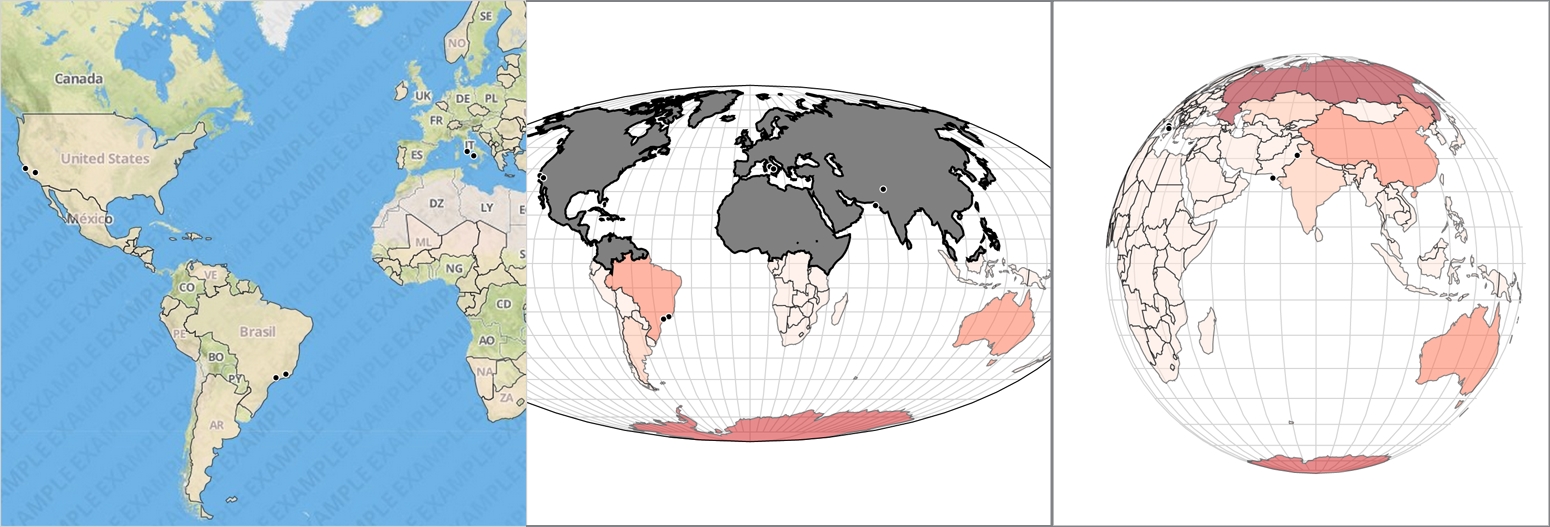 SE
NO
Canada
UK
DE
PL
FR
United States
ES
IT
México
DZ
LY
ML
VE
CO
NG
CD
PE
Brasil
BO
AO
PY
NA
ZA
AR
EXAMPLE EXAMPLE EXAMPLE